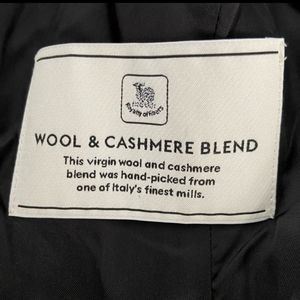 WOOL & CASHMERE BLEND
This virgin wool and cashmere
blend was hand-picked from
one of Italy's finest mills.